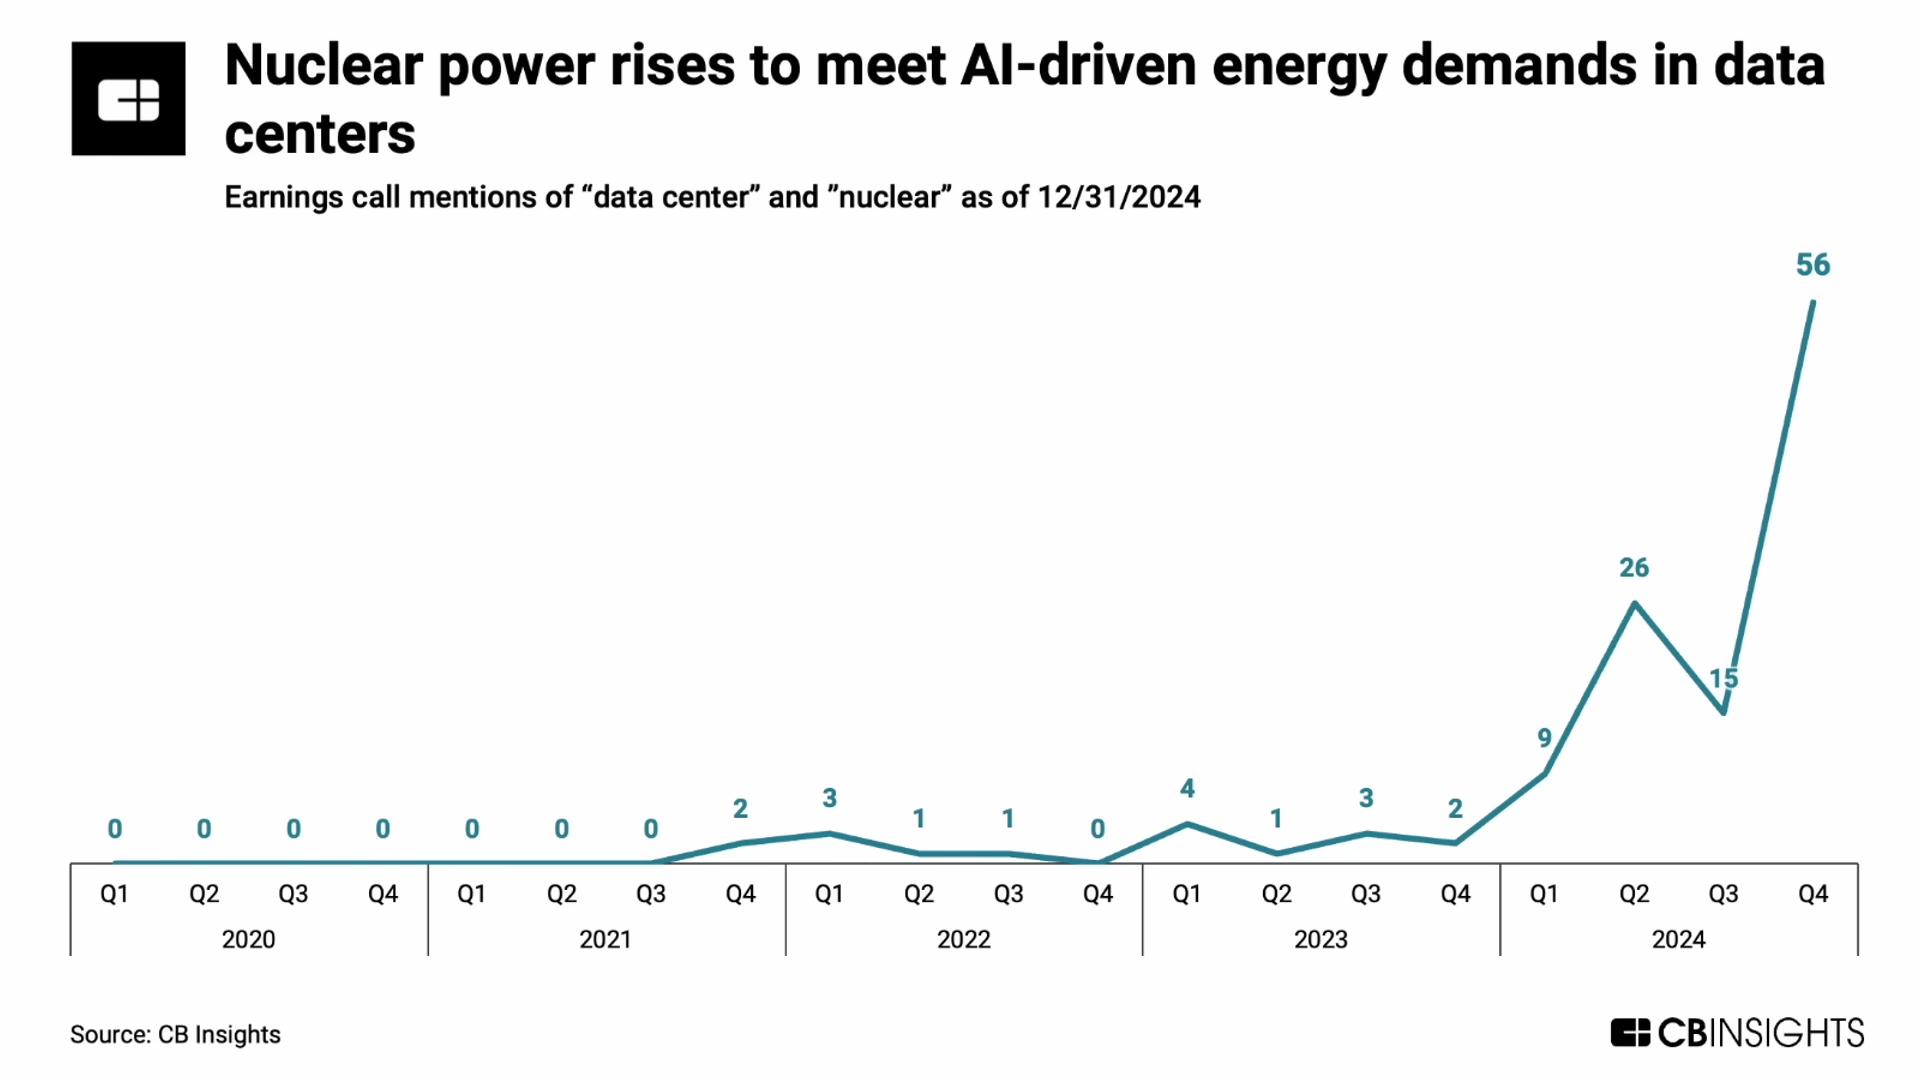 Nuclear power rises to meet AI-driven energy demands in data
centers
Earnings call mentions of “data center” and ”nuclear” as of 12/31/2024
56
26
15
9
4
3
3
2
2
1
1
1
0
0
0
0
0
0
0
0
Q1 Q2 Q3 Q4 Q1 Q2 Q3 Q4 Q1 Q2 Q3 Q4 Q1 Q2 Q3 Q4 Q1 Q2 Q3 Q4
2020 2021 2022 2023 2024
Source: CB Insights
CBINSIGHTS